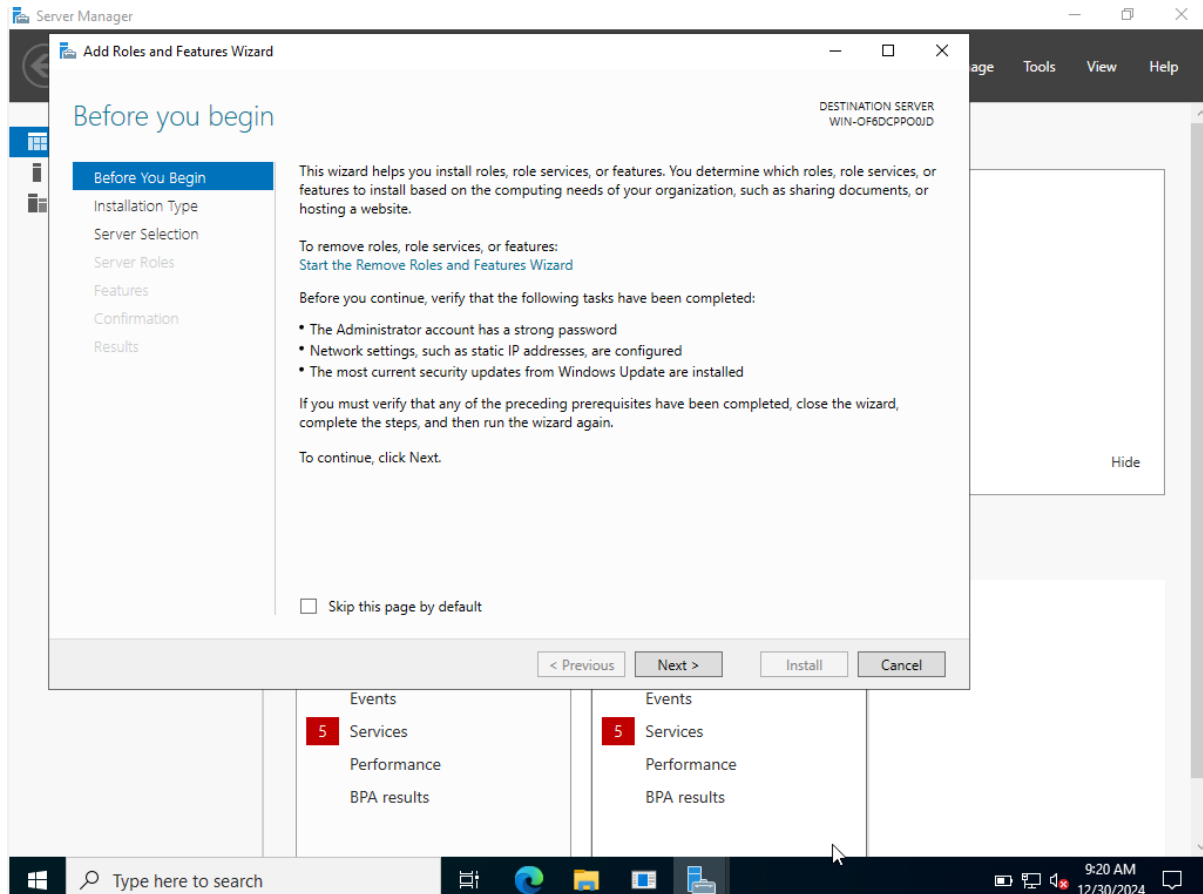 Server Manager
Add Roles and Features Wizard
Tools View Help
Before you begin
DESTINATION SERVER
WIN-OF6DCPPO0JD
Before You Begin
Installation Type
Server Selection
Server Roles
Features
Confirmation
Results
This wizard helps you install roles, role services, or features. You determine which roles, role services, or
features to install based on the computing needs of your organization, such as sharing documents, or
hosting a website.
To remove roles, role services, or features:
Start the Remove Roles and Features Wizard
Before you continue, verify that the following tasks have been completed:
• The Administrator account has a strong password
• Network settings, such as static IP addresses, are configured
• The most current security updates from Windows Update are installed
If you must verify that any of the preceding prerequisites have been completed, close the wizard,
complete the steps, and then run the wizard again.
To continue, click Next.
Hide
Skip this page by default
< Previous Next > Install Cancel
Events
5 Services
Performance
BPA results
Events
5 Services
Performance
BPA results
Type here to search
9:20 AM
12/30/2024